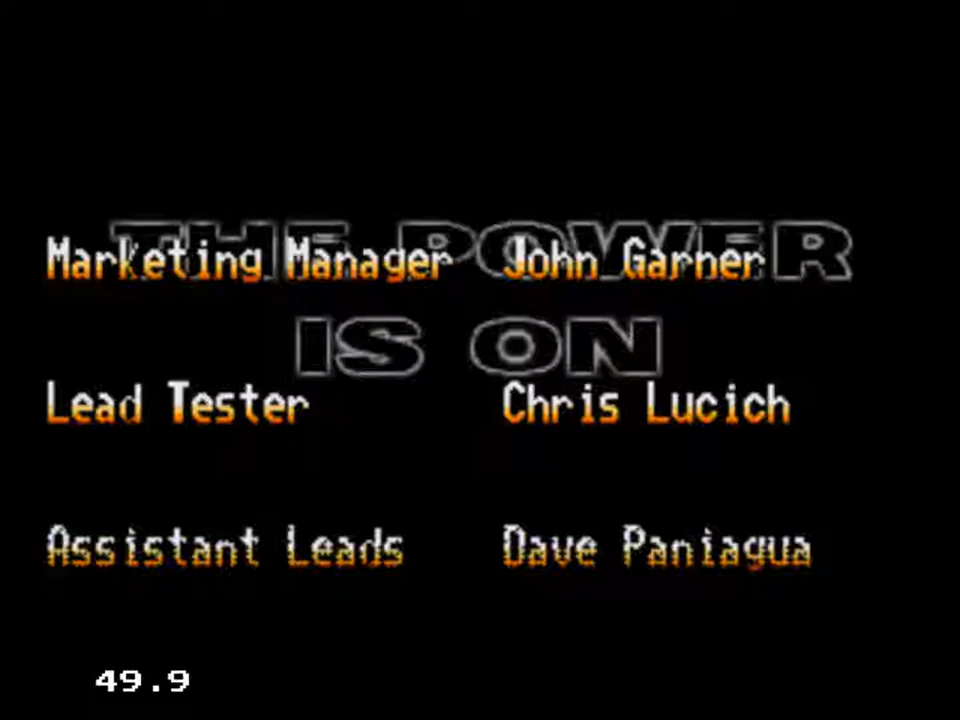 THE POWER
Marketing Manager John Garner
IS ON
Lead Tester Chris Lucich
Assistant Leads Dave Paniagua
49.9